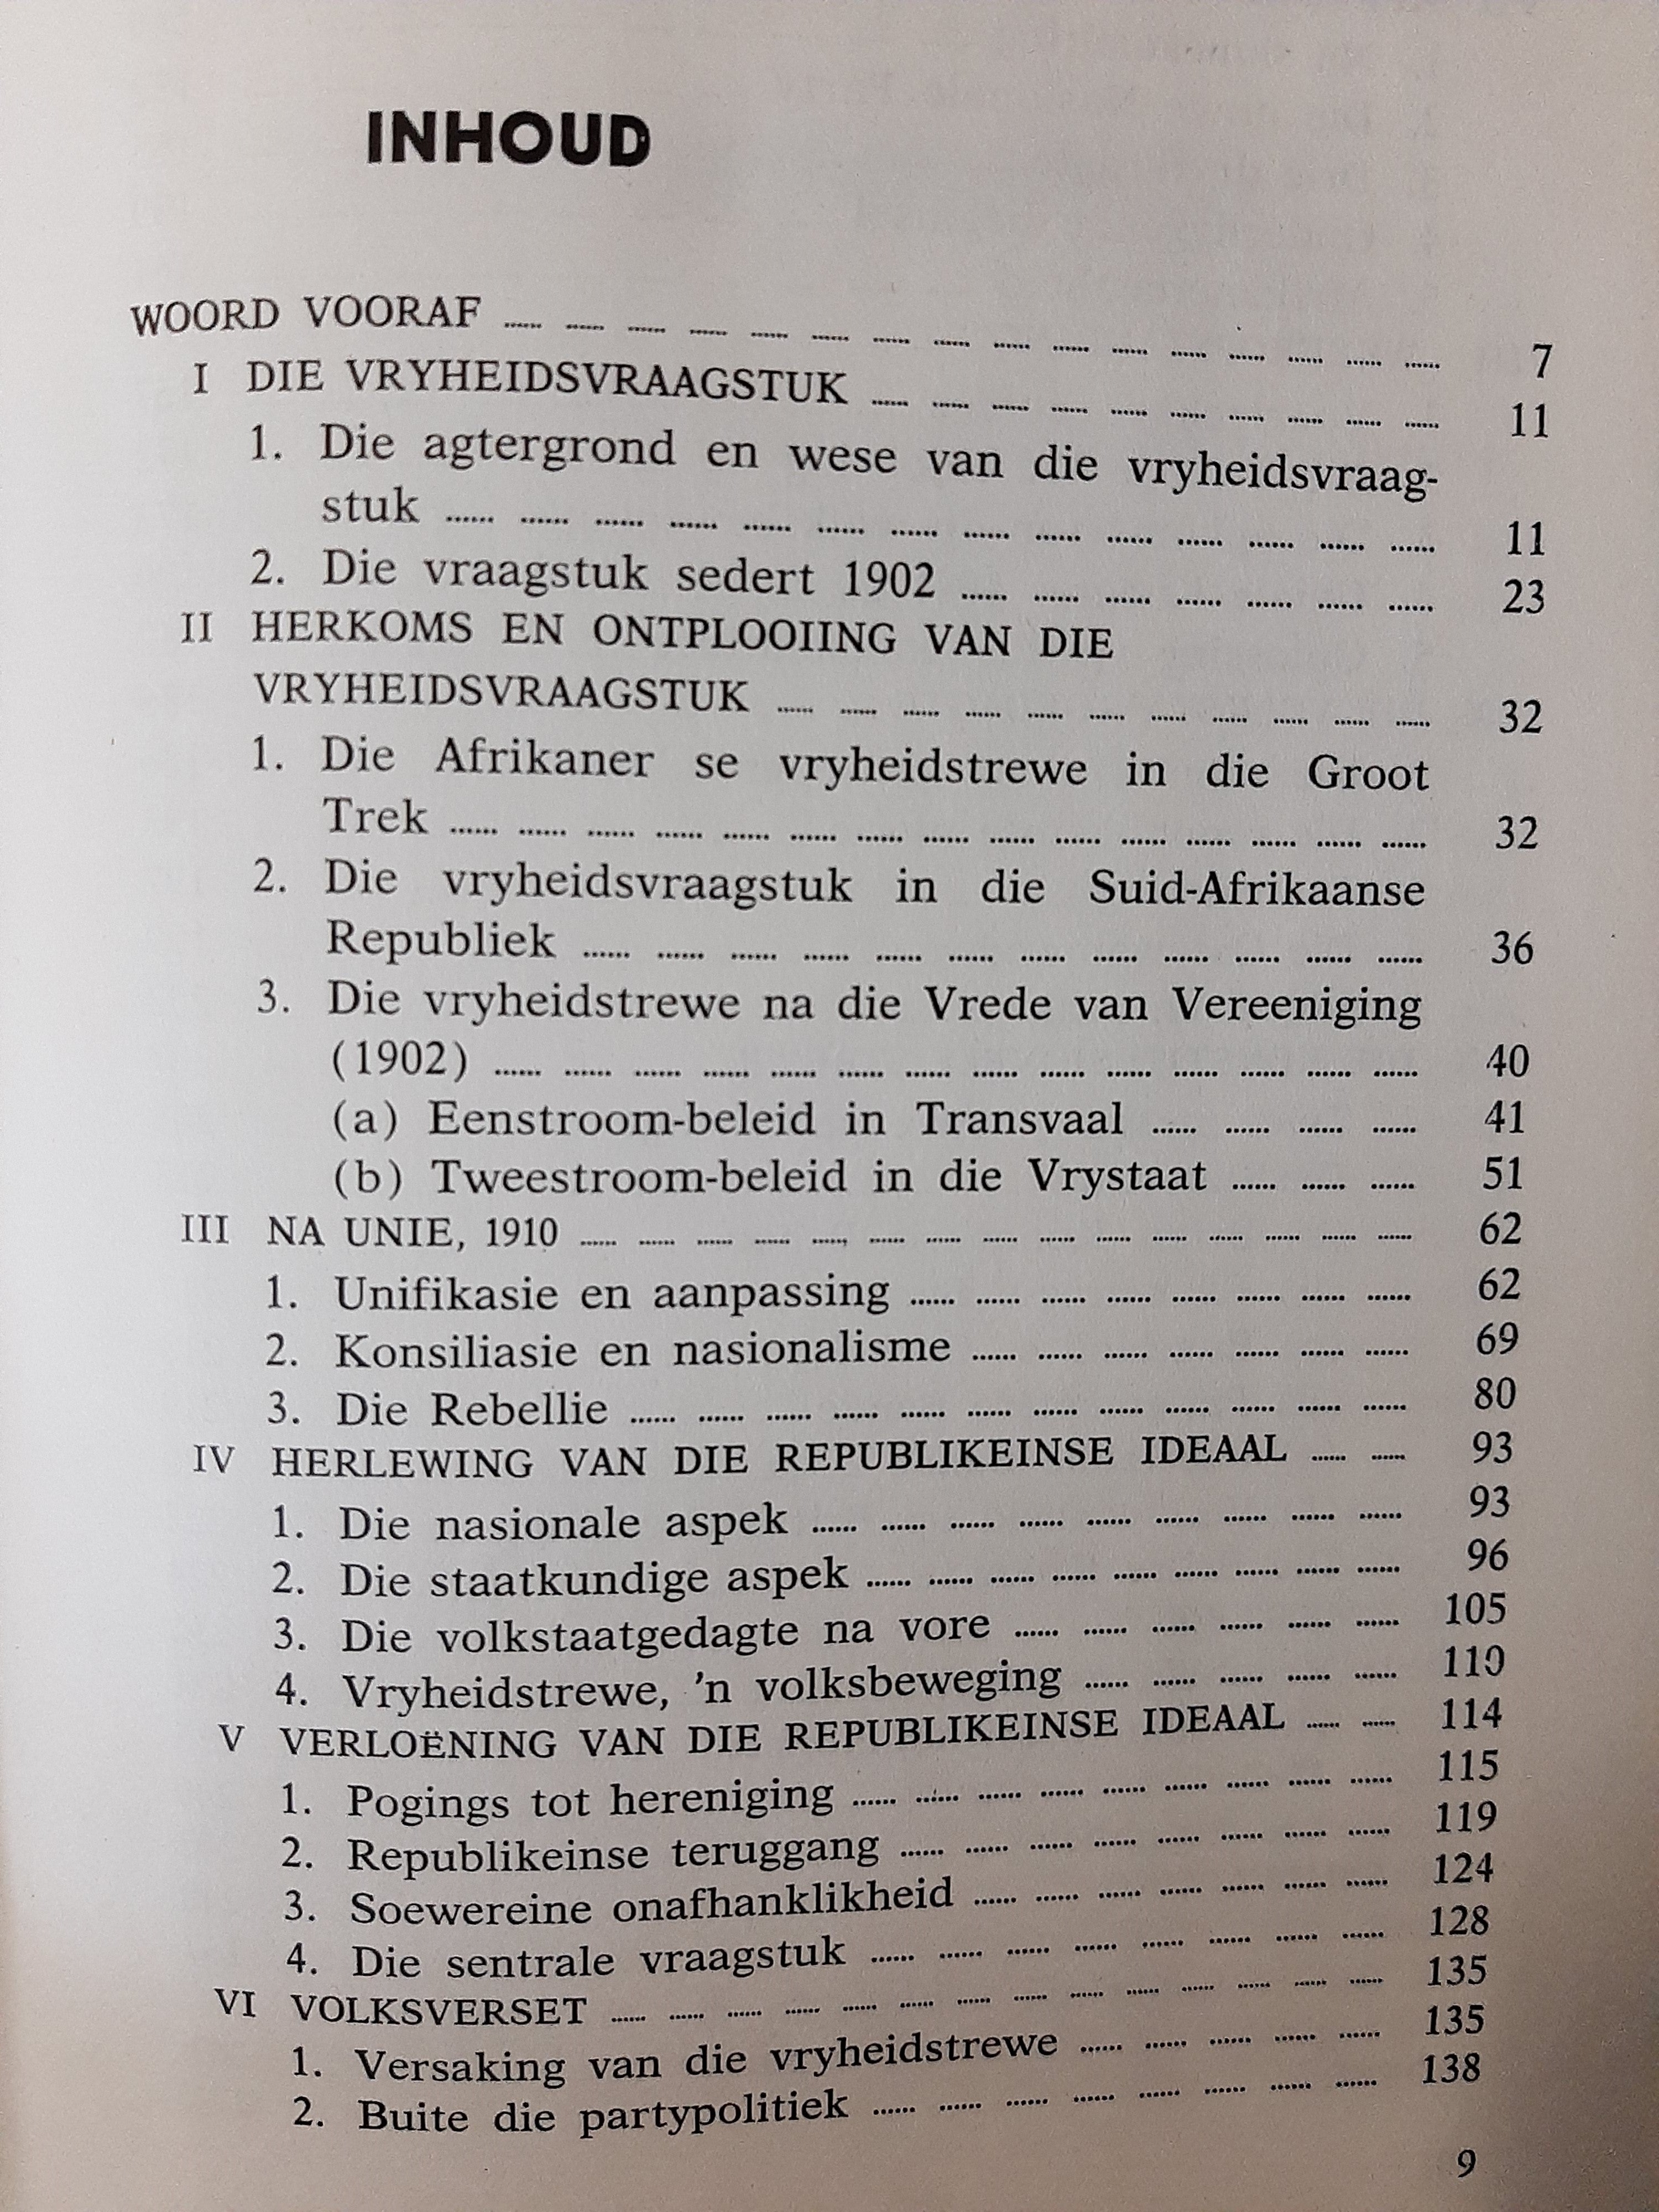 INHOUD
WOORD VOORAF ...... ...... ...... ...... ...... ...... ...... ...... ...... ...... ...... ...... ...... ...... ...... ...... 7
I DIE VRYHEIDSVRAAGSTUK ...... ...... ...... ...... ...... ...... ...... ...... ...... ...... 11
1. Die agtergrond en wese van die vryheidsvraag-
stuk ...... ...... ...... ...... ...... ...... ...... ...... ...... ...... ...... ...... ...... ...... 11
2. Die vraagstuk sedert 1902 ...... ...... ...... ...... ...... ...... ...... 23
II HERKOMS EN ONTPLOOIING VAN DIE
VRYHEIDSVRAAGSTUK ...... ...... ...... ...... ...... ...... ...... ...... ...... ...... ...... 32
1. Die Afrikaner se vryheidstrewe in die Groot
Trek ...... ...... ...... ...... ...... ...... ...... ...... ...... ...... ...... ...... ...... ...... 32
2. Die vryheidsvraagstuk in die Suid-Afrikaanse
Republiek ...... ...... ...... ...... ...... ...... ...... ...... ...... ...... ...... ...... 36
3. Die vryheidstrewe na die Vrede van Vereeniging
(1902) ...... ...... ...... ...... ...... ...... ...... ...... ...... ...... ...... ...... ...... ...... 40
(a) Eenstroom-beleid in Transvaal ...... ...... ...... ...... 41
(b) Tweestroom-beleid in die Vrystaat ...... ...... ...... 51
III NA UNIE, 1910 ...... ...... ...... ...... ...... ...... ...... ...... ...... ...... ...... ...... ...... ...... ...... 62
1. Unifikasie en aanpassing ...... ...... ...... ...... ...... ...... ...... ...... 62
2. Konsiliasie en nasionalisme ...... ...... ...... ...... ...... ...... ...... 69
3. Die Rebellie ...... ...... ...... ...... ...... ...... ...... ...... ...... ...... ...... ...... 80
IV HERLEWING VAN DIE REPUBLIKEINSE IDEAAL ...... ...... 93
1. Die nasionale aspek ...... ...... ...... ...... ...... ...... ...... ...... ...... 93
2. Die staatkundige aspek ...... ...... ...... ...... ...... ...... ...... ...... ...... 96
3. Die volkstaatgedagte na vore ...... ...... ...... ...... ...... ...... 105
4. Vryheidstrewe, 'n volksbeweging ...... ...... ...... ...... ...... 110
V VERLOËNING VAN DIE REPUBLIKEINSE IDEAAL ...... ...... 114
1. Pogings tot hereniging ...... ...... ...... ...... ...... ...... ...... ...... ...... 115
2. Republikeinse teruggang ...... ...... ...... ...... ...... ...... ...... ...... 119
3. Soewereine onafhanklikheid ...... ...... ...... ...... ...... ...... ...... 124
4. Die sentrale vraagstuk ...... ...... ...... ...... ...... ...... ...... ...... 128
VI VOLKSVERSET ...... ...... ...... ...... ...... ...... ...... ...... ...... ...... ...... ...... ...... ...... 135
1. Versaking van die vryheidstrewe ...... ...... ...... ...... ...... 135
2. Buite die partypolitiek ...... ...... ...... ...... ...... ...... ...... ...... 138
9